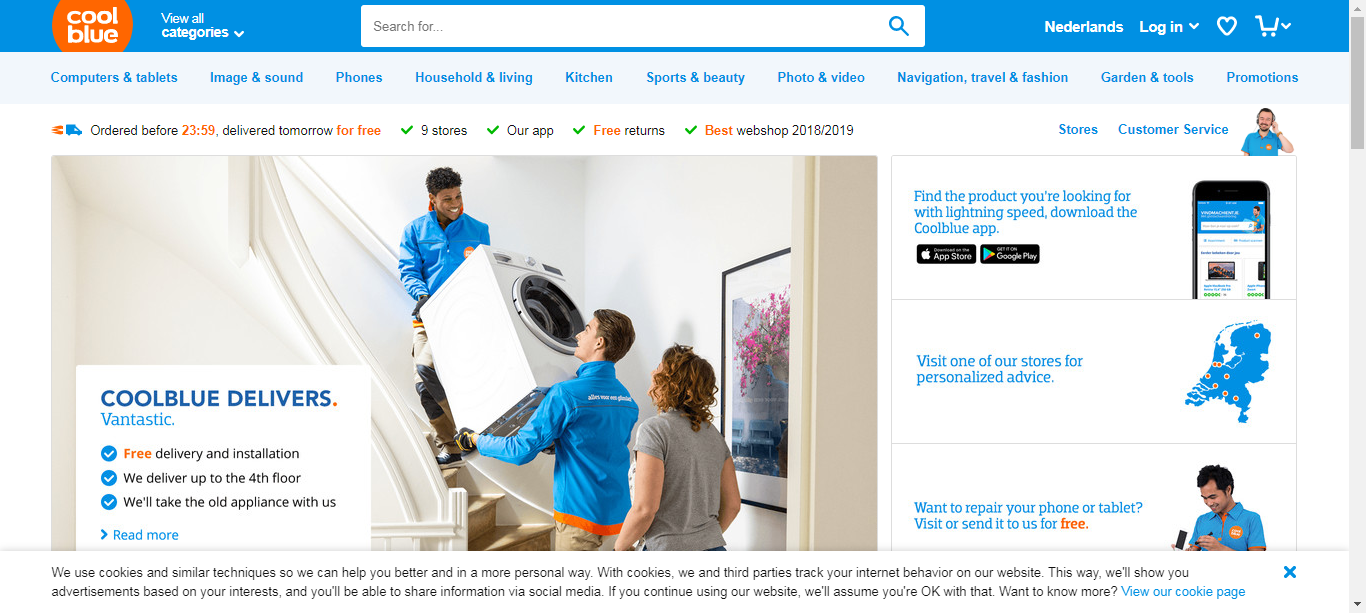 cool
blue
View all
categories
Search for...
Nederlands
Log in
Computers & tablets
Image & sound
Phones
Household & living
Kitchen
Sports & beauty
Photo & video
Navigation, travel & fashion
Garden & tools
Promotions
Ordered before 23:59, delivered tomorrow for free
9 stores
Our app
Free returns
Best webshop 2018/2019
Stores
Customer Service
alles voor een glimlach
COOLBLUE DELIVERS.
Vantastic.
Free delivery and installation
We deliver up to the 4th floor
We'll take the old appliance with us
Read more
Find the product you're looking for
with lightning speed, download the
Coolblue app.
Download on the
App Store
GET IT ON
Google Play
Visit one of our stores for
personalized advice.
Want to repair your phone or tablet?
Visit or send it to us for free.
We use cookies and similar techniques so we can help you better and in a more personal way. With cookies, we and third parties track your internet behavior on our website. This way, we'll show you
advertisements based on your interests, and you'll be able to share information via social media. If you continue using our website, we'll assume you're OK with that. Want to know more? View our cookie page